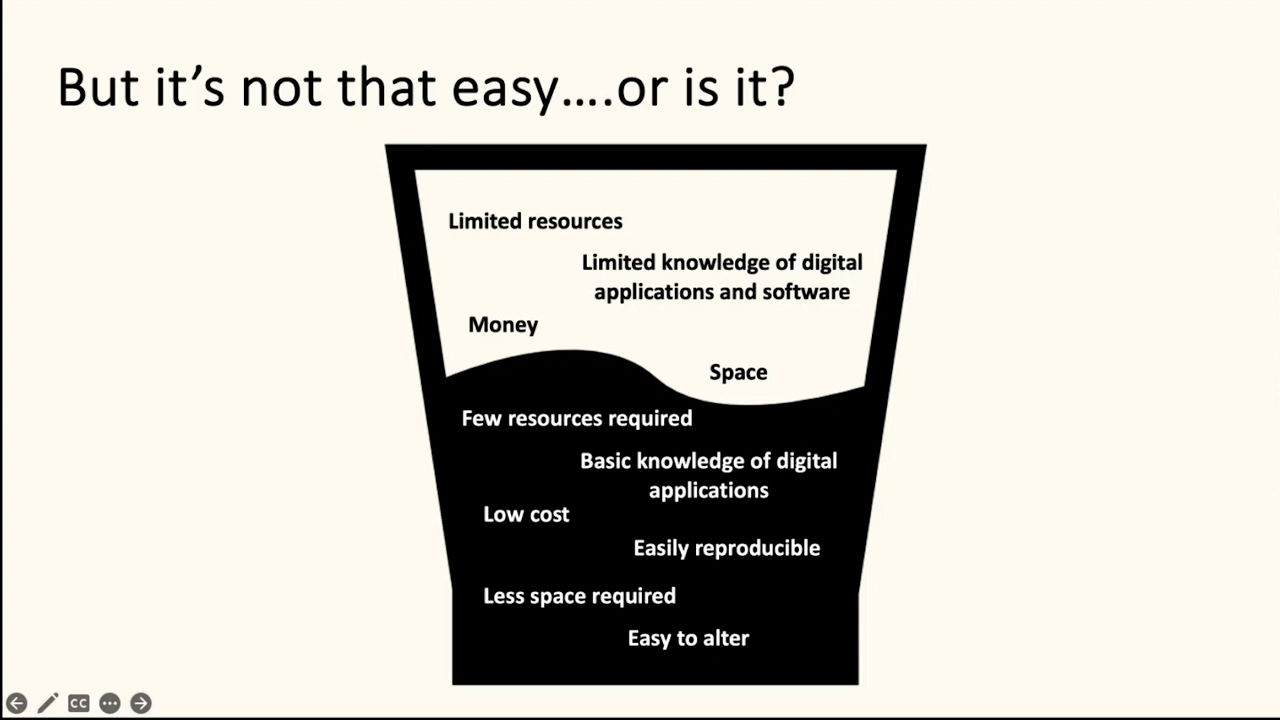 But it’s not that easy….or is it?
Limited resources
Limited knowledge of digital
applications and software
Money
Space
Few resources required
Basic knowledge of digital
applications
Low cost
Easily reproducible
Less space required
Easy to alter
CC